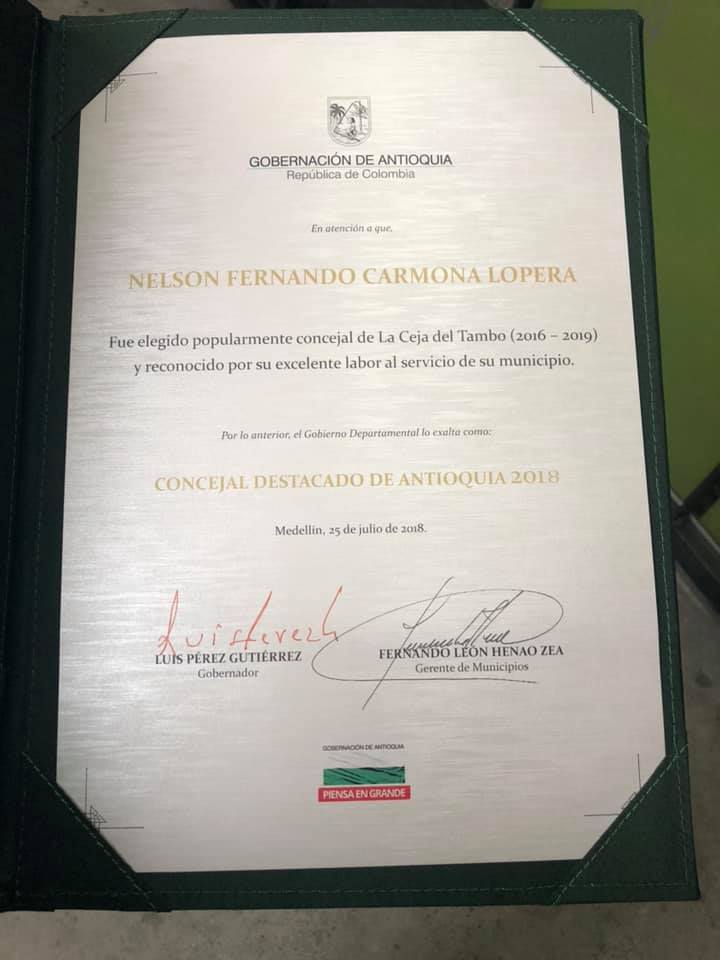 GOBERNACIÓN DE ANTIOQUIA
República de Colombia
En atención a que,
NELSON FERNANDO CARMONA LOPERA
Fue elegido popularmente concejal de La Ceja del Tambo (2016 – 2019)
y reconocido por su excelente labor al servicio de su municipio.
Por lo anterior, el Gobierno Departamental lo exalta como:
CONCEJAL DESTACADO DE ANTIOQUIA 2018
Medellín, 25 de julio de 2018.
LUIS PÉREZ GUTIÉRREZ
Gobernador
FERNANDO LEÓN HENAO ZEA
Gerente de Municipios
GOBERNACIÓN DE ANTIOQUIA
PIENSA EN GRANDE